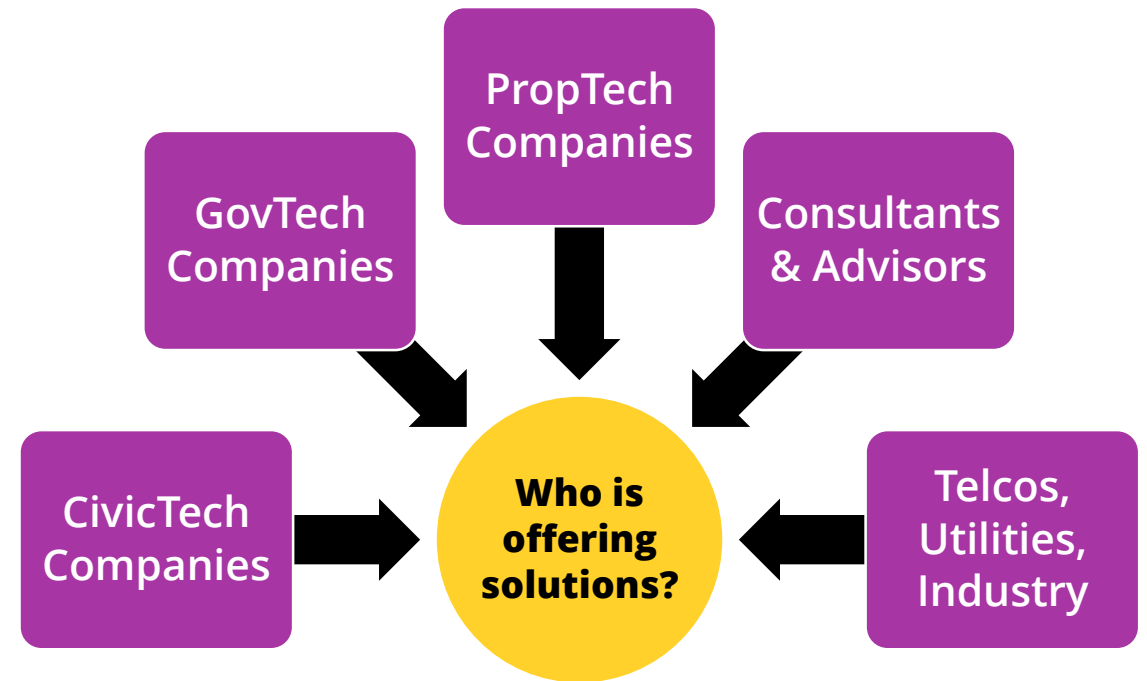 PropTech
Companies
GovTech
Companies
Consultants
& Advisors
CivicTech
Companies
Who is
offering
solutions?
Telcos,
Utilities,
Industry